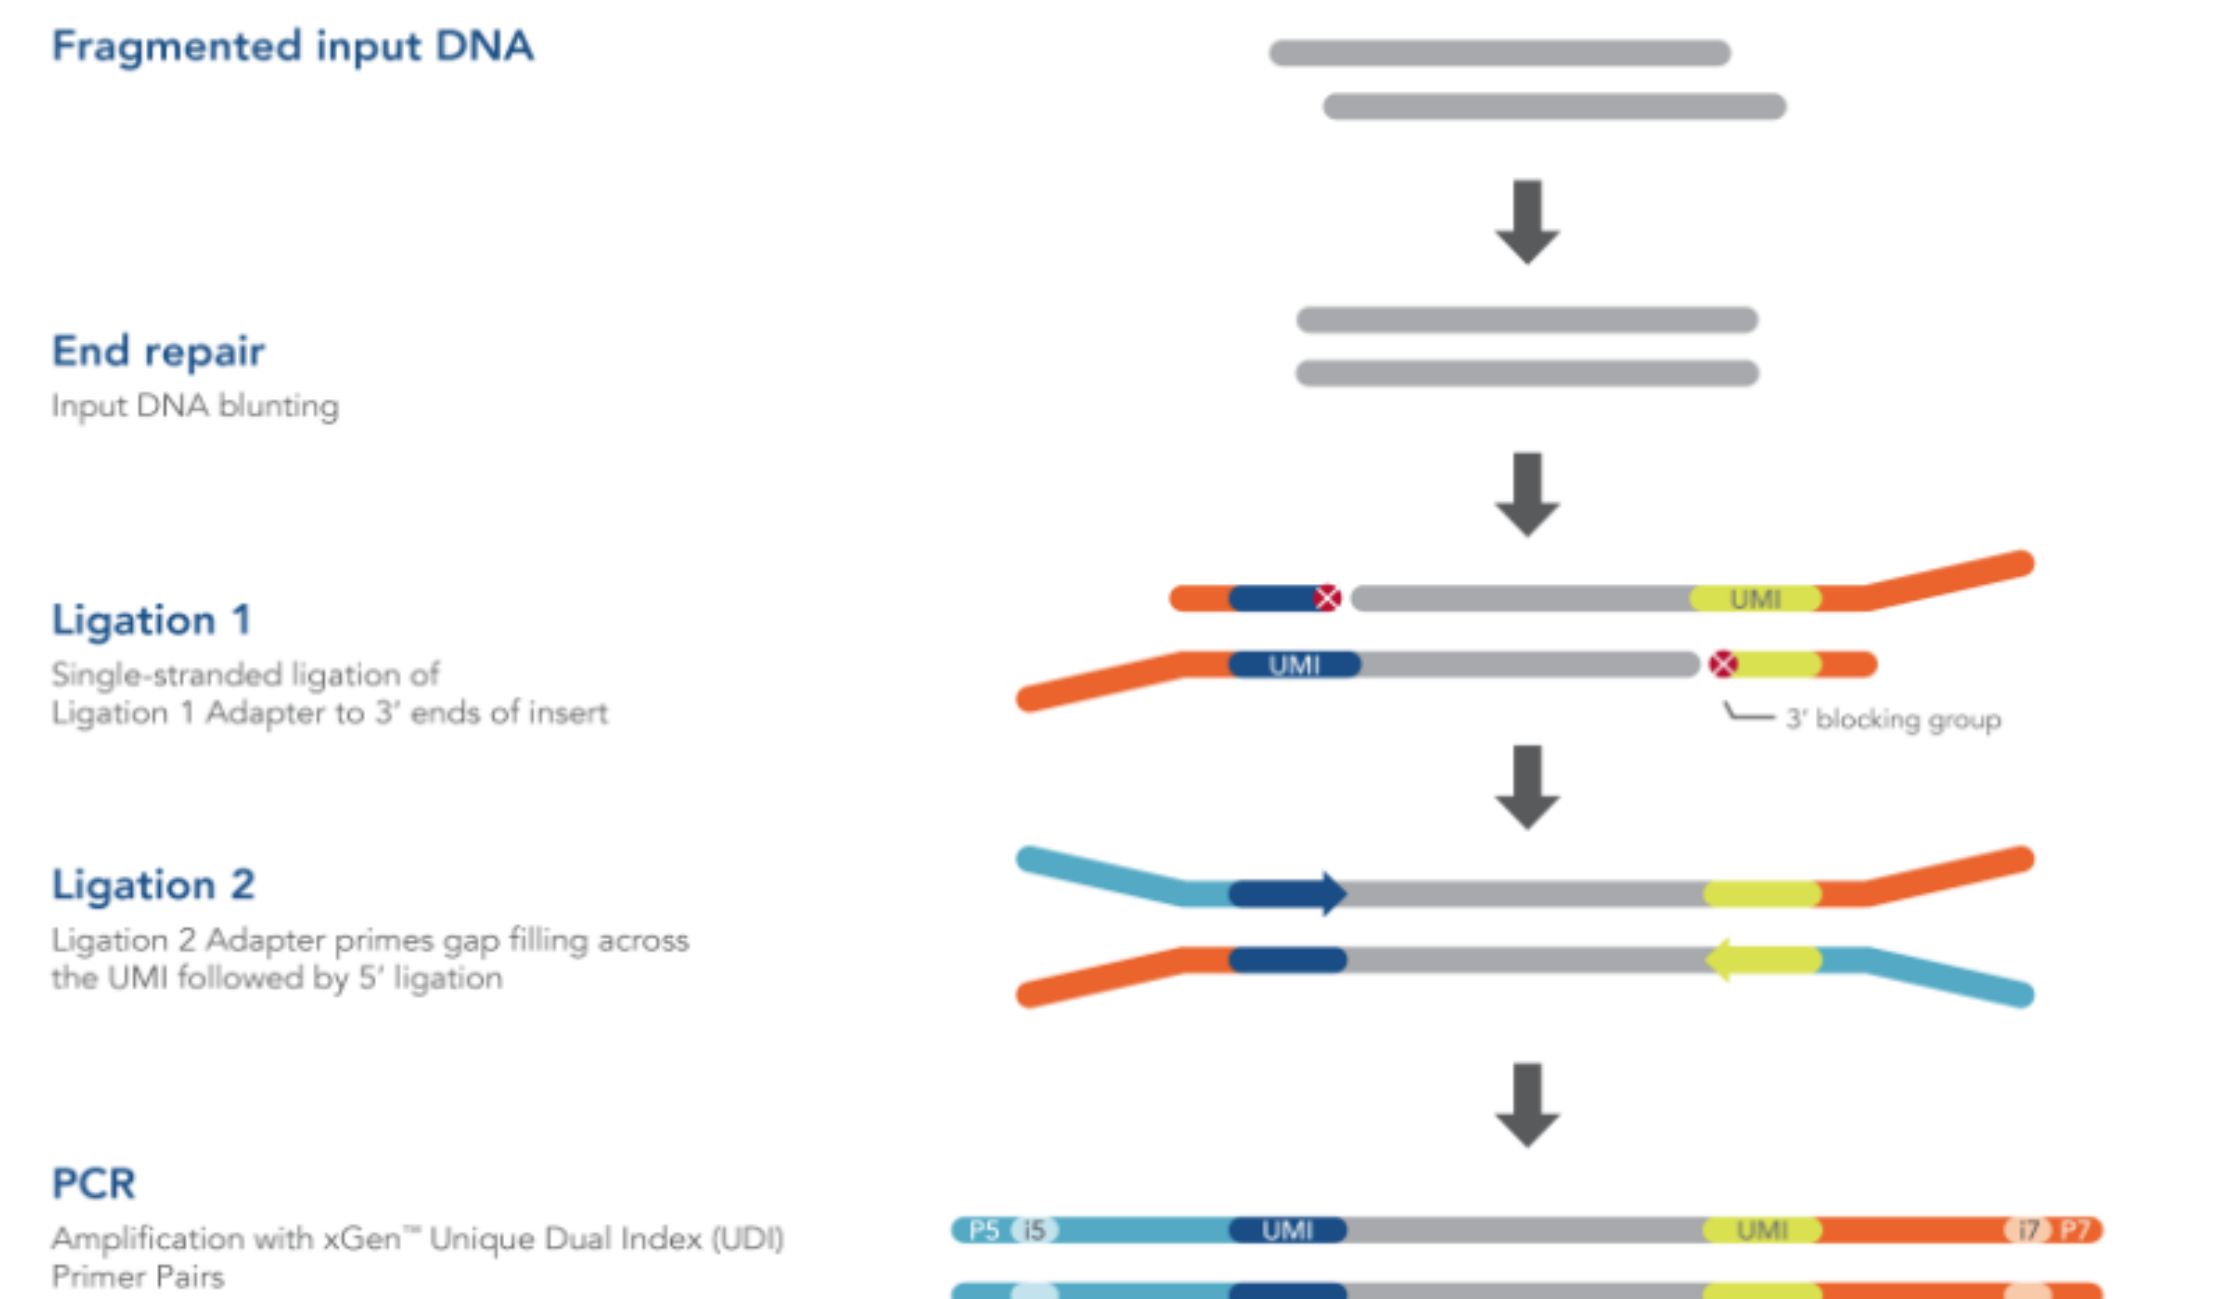 Fragmented input DNA
End repair
Input DNA blunting
Ligation 1
Single-stranded ligation of
Ligation 1 Adapter to 3′ ends of insert
UMI
UMI
3′ blocking group
Ligation 2
Ligation 2 Adapter primes gap filling across
the UMI followed by 5′ ligation
PCR
Amplification with xGen™ Unique Dual Index (UDI)
Primer Pairs
P5 i5 UMI UMI i7 P7